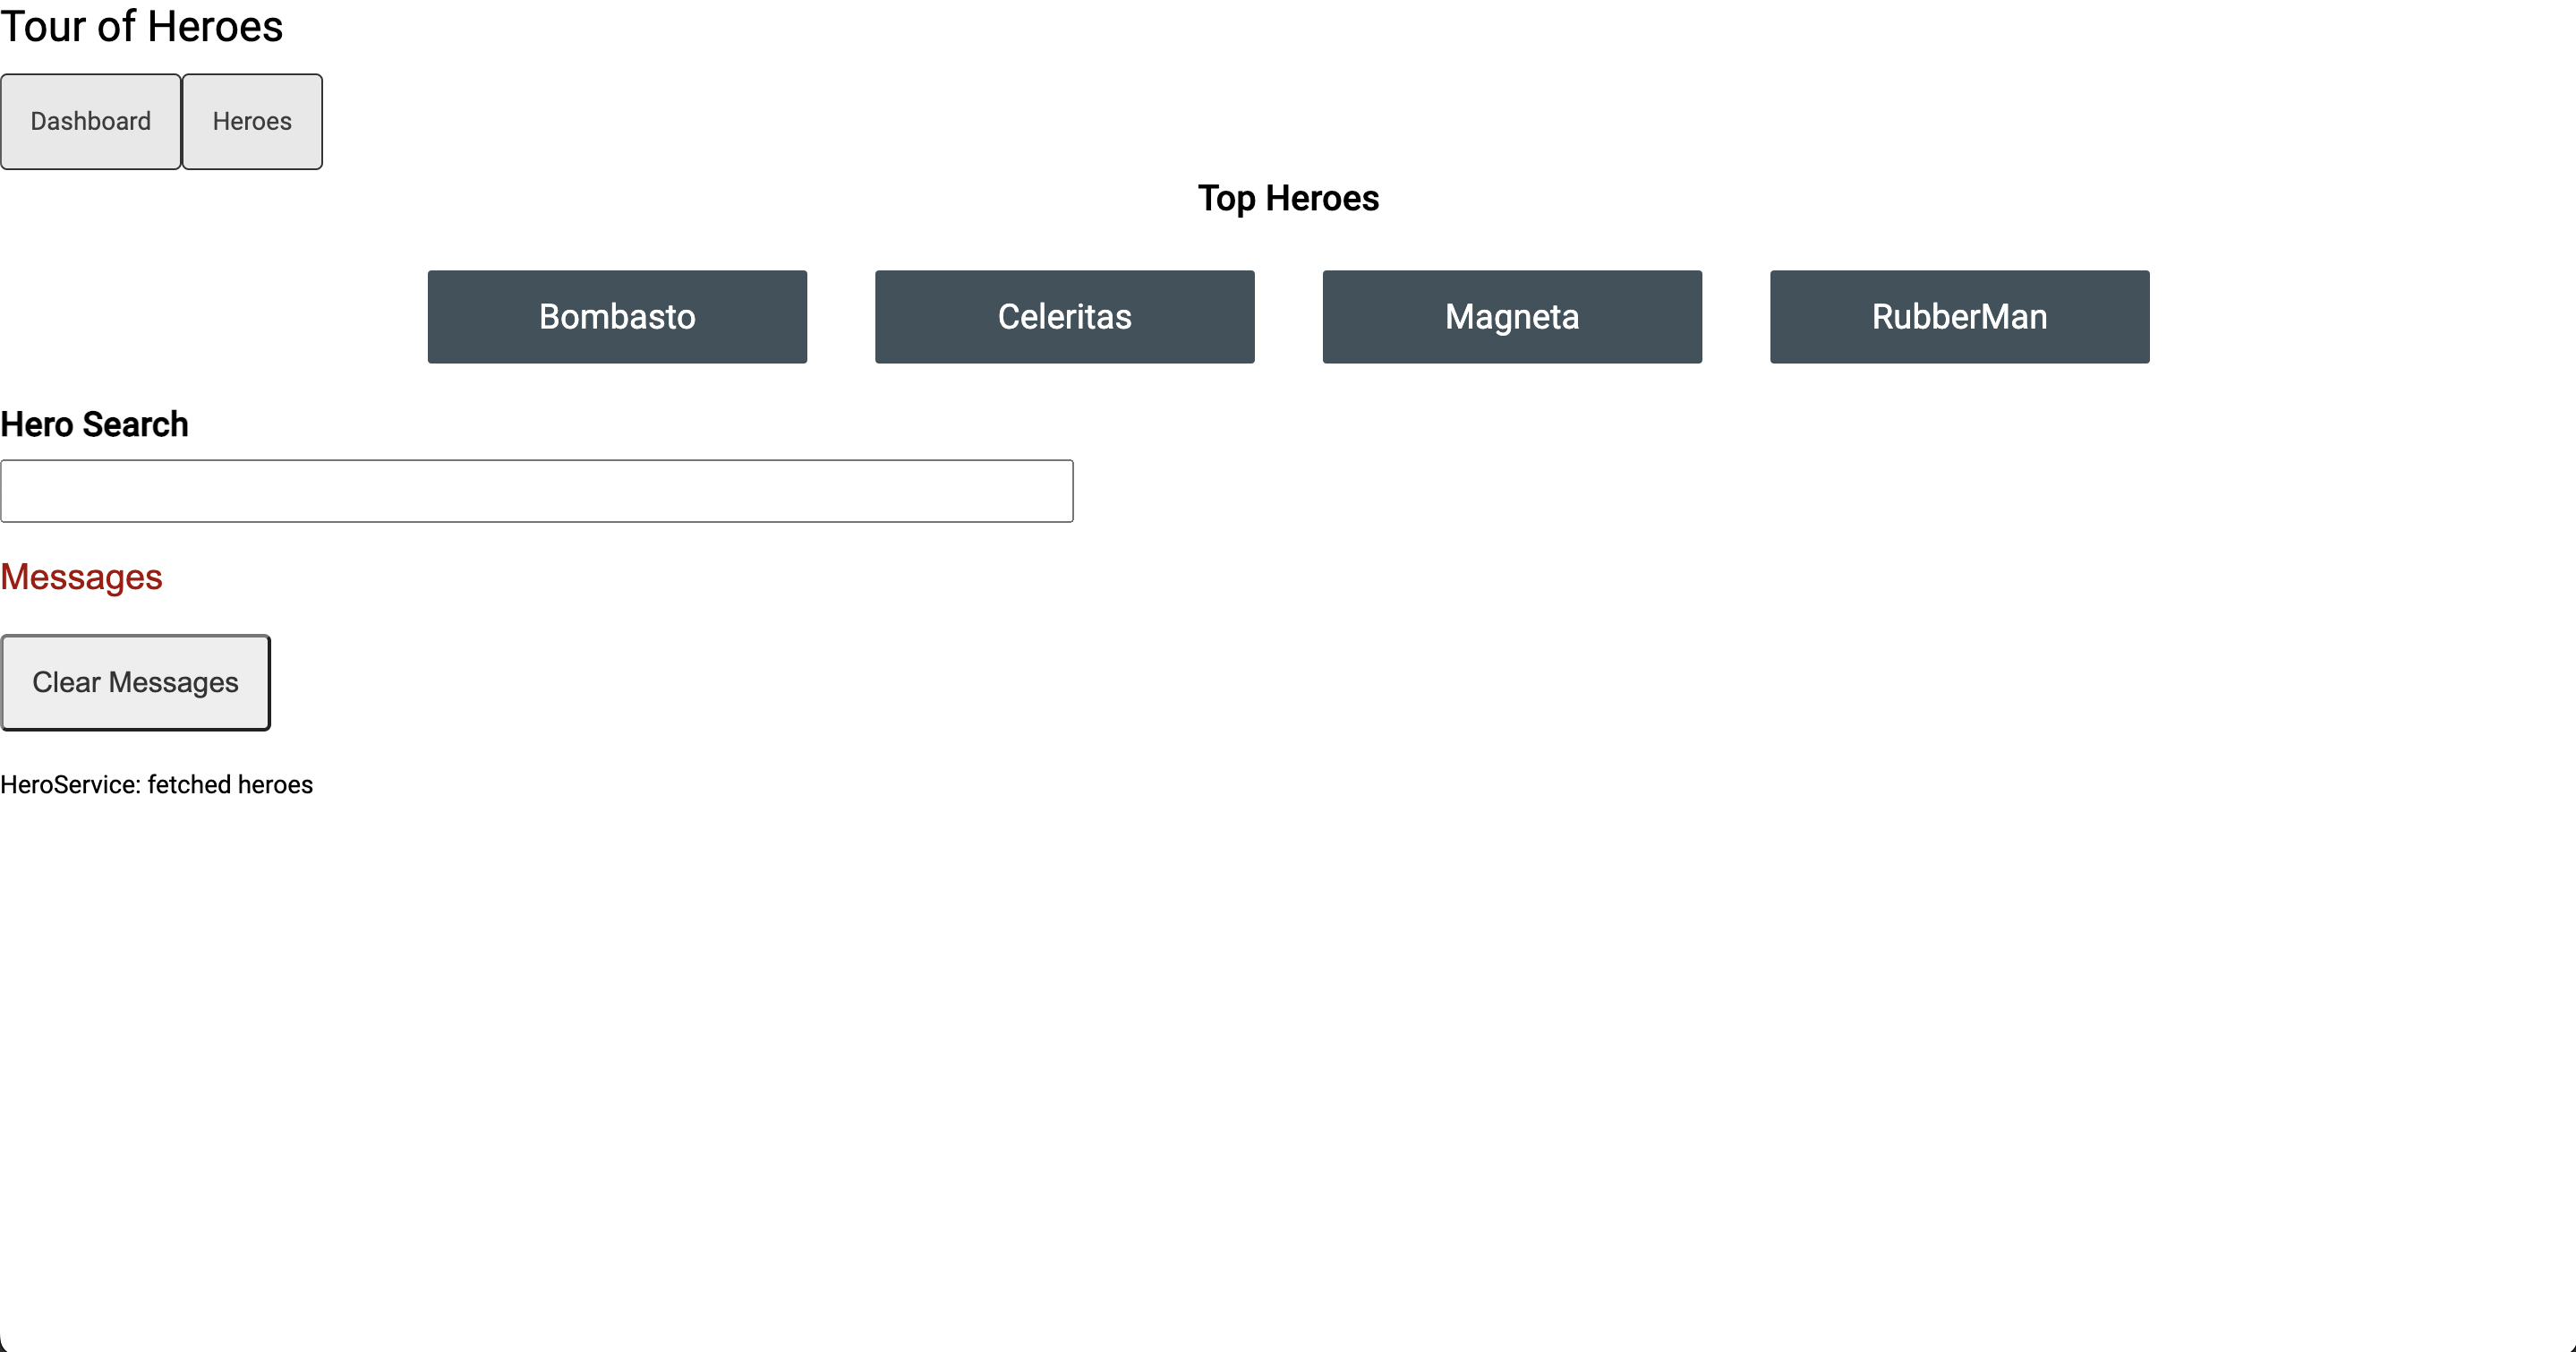 Tour of Heroes
Dashboard Heroes
Top Heroes
Bombasto Celeritas Magneta RubberMan
Hero Search
Messages
Clear Messages
HeroService: fetched heroes